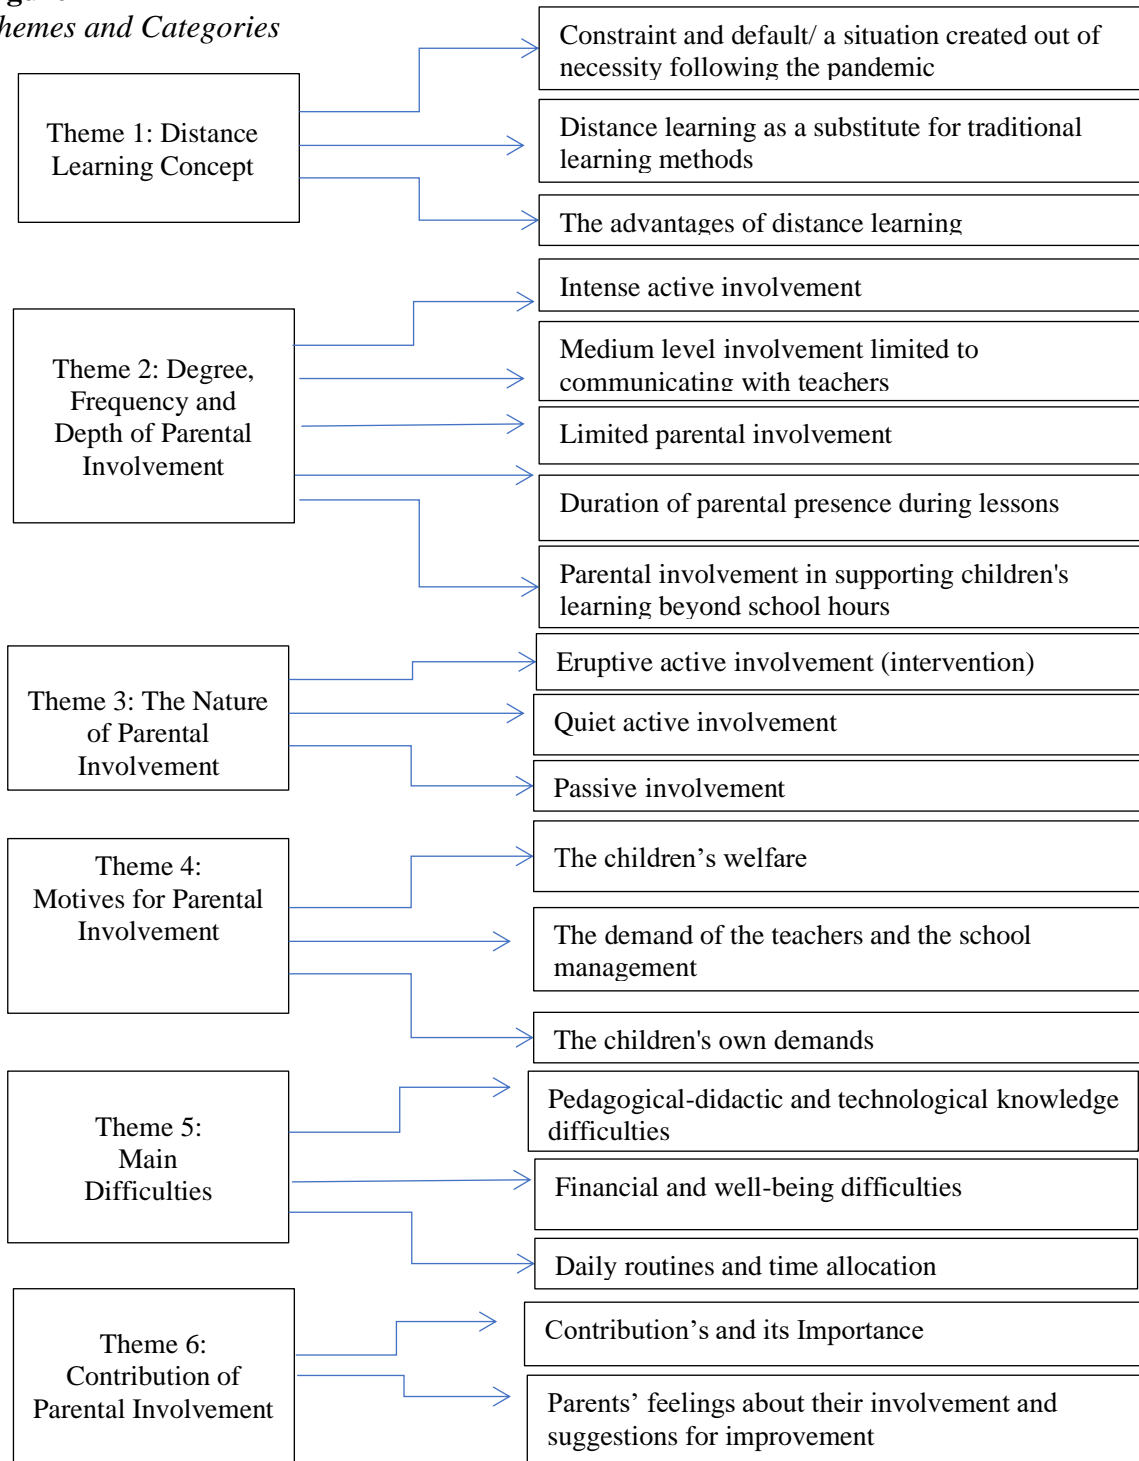 hemes and Categories
Constraint and default/ a situation created out of
necessity following the pandemic
Theme 1: Distance
Learning Concept
Distance learning as a substitute for traditional
learning methods
The advantages of distance learning
Intense active involvement
Theme 2: Degree,
Frequency and
Depth of Parental
Involvement
Medium level involvement limited to
communicating with teachers
Limited parental involvement
Duration of parental presence during lessons
Parental involvement in supporting children's
learning beyond school hours
Theme 3: The Nature
of Parental
Involvement
Eruptive active involvement (intervention)
Quiet active involvement
Passive involvement
Theme 4:
Motives for Parental
Involvement
The children’s welfare
The demand of the teachers and the school
management
The children's own demands
Theme 5:
Main
Difficulties
Pedagogical-didactic and technological knowledge
difficulties
Financial and well-being difficulties
Daily routines and time allocation
Theme 6:
Contribution of
Parental Involvement
Contribution’s and its Importance
Parents’ feelings about their involvement and
suggestions for improvement